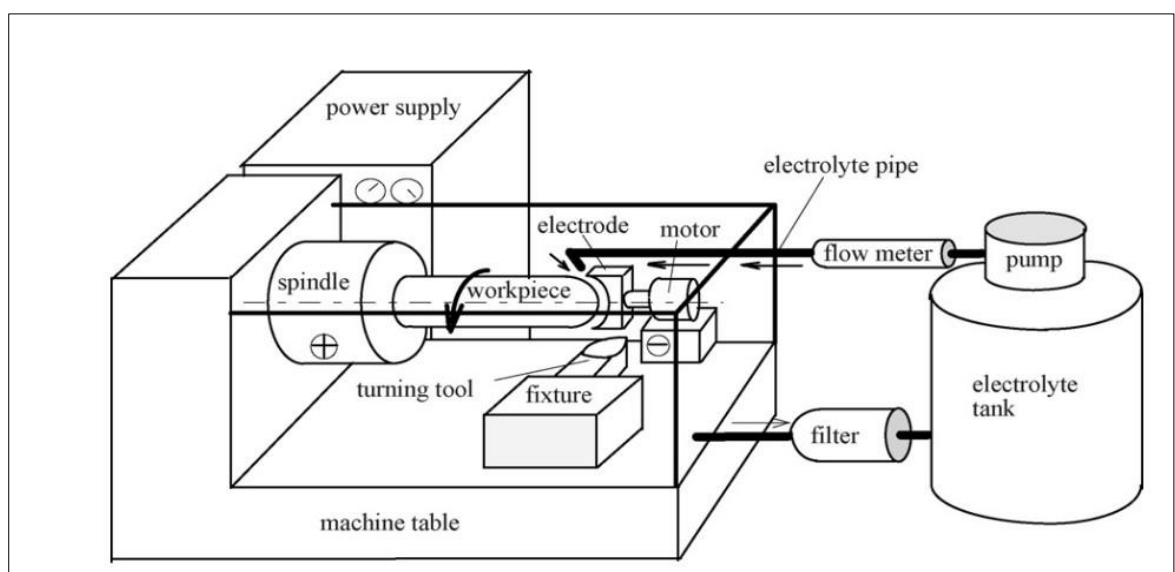 power supply
electrolyte pipe
electrode
motor
flow meter
pump
spindle
workpiece
turning tool
fixture
electrolyte
tank
filter
machine table